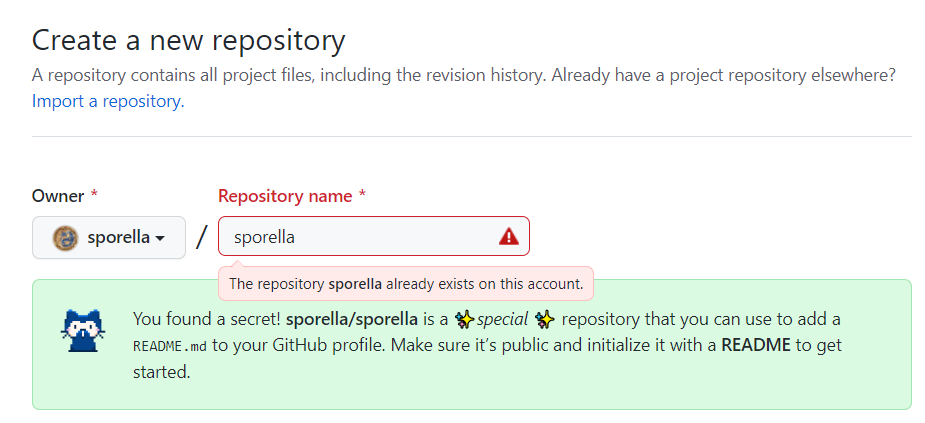 Create a new repository
A repository contains all project files, including the revision history. Already have a project repository elsewhere?
Import a repository.
Owner *
Repository name *
sporella
/
sporella
The repository sporella already exists on this account.
You found a secret! sporella/sporella is a ✨special ✨ repository that you can use to add a
README.md to your GitHub profile. Make sure it’s public and initialize it with a README to get
started.